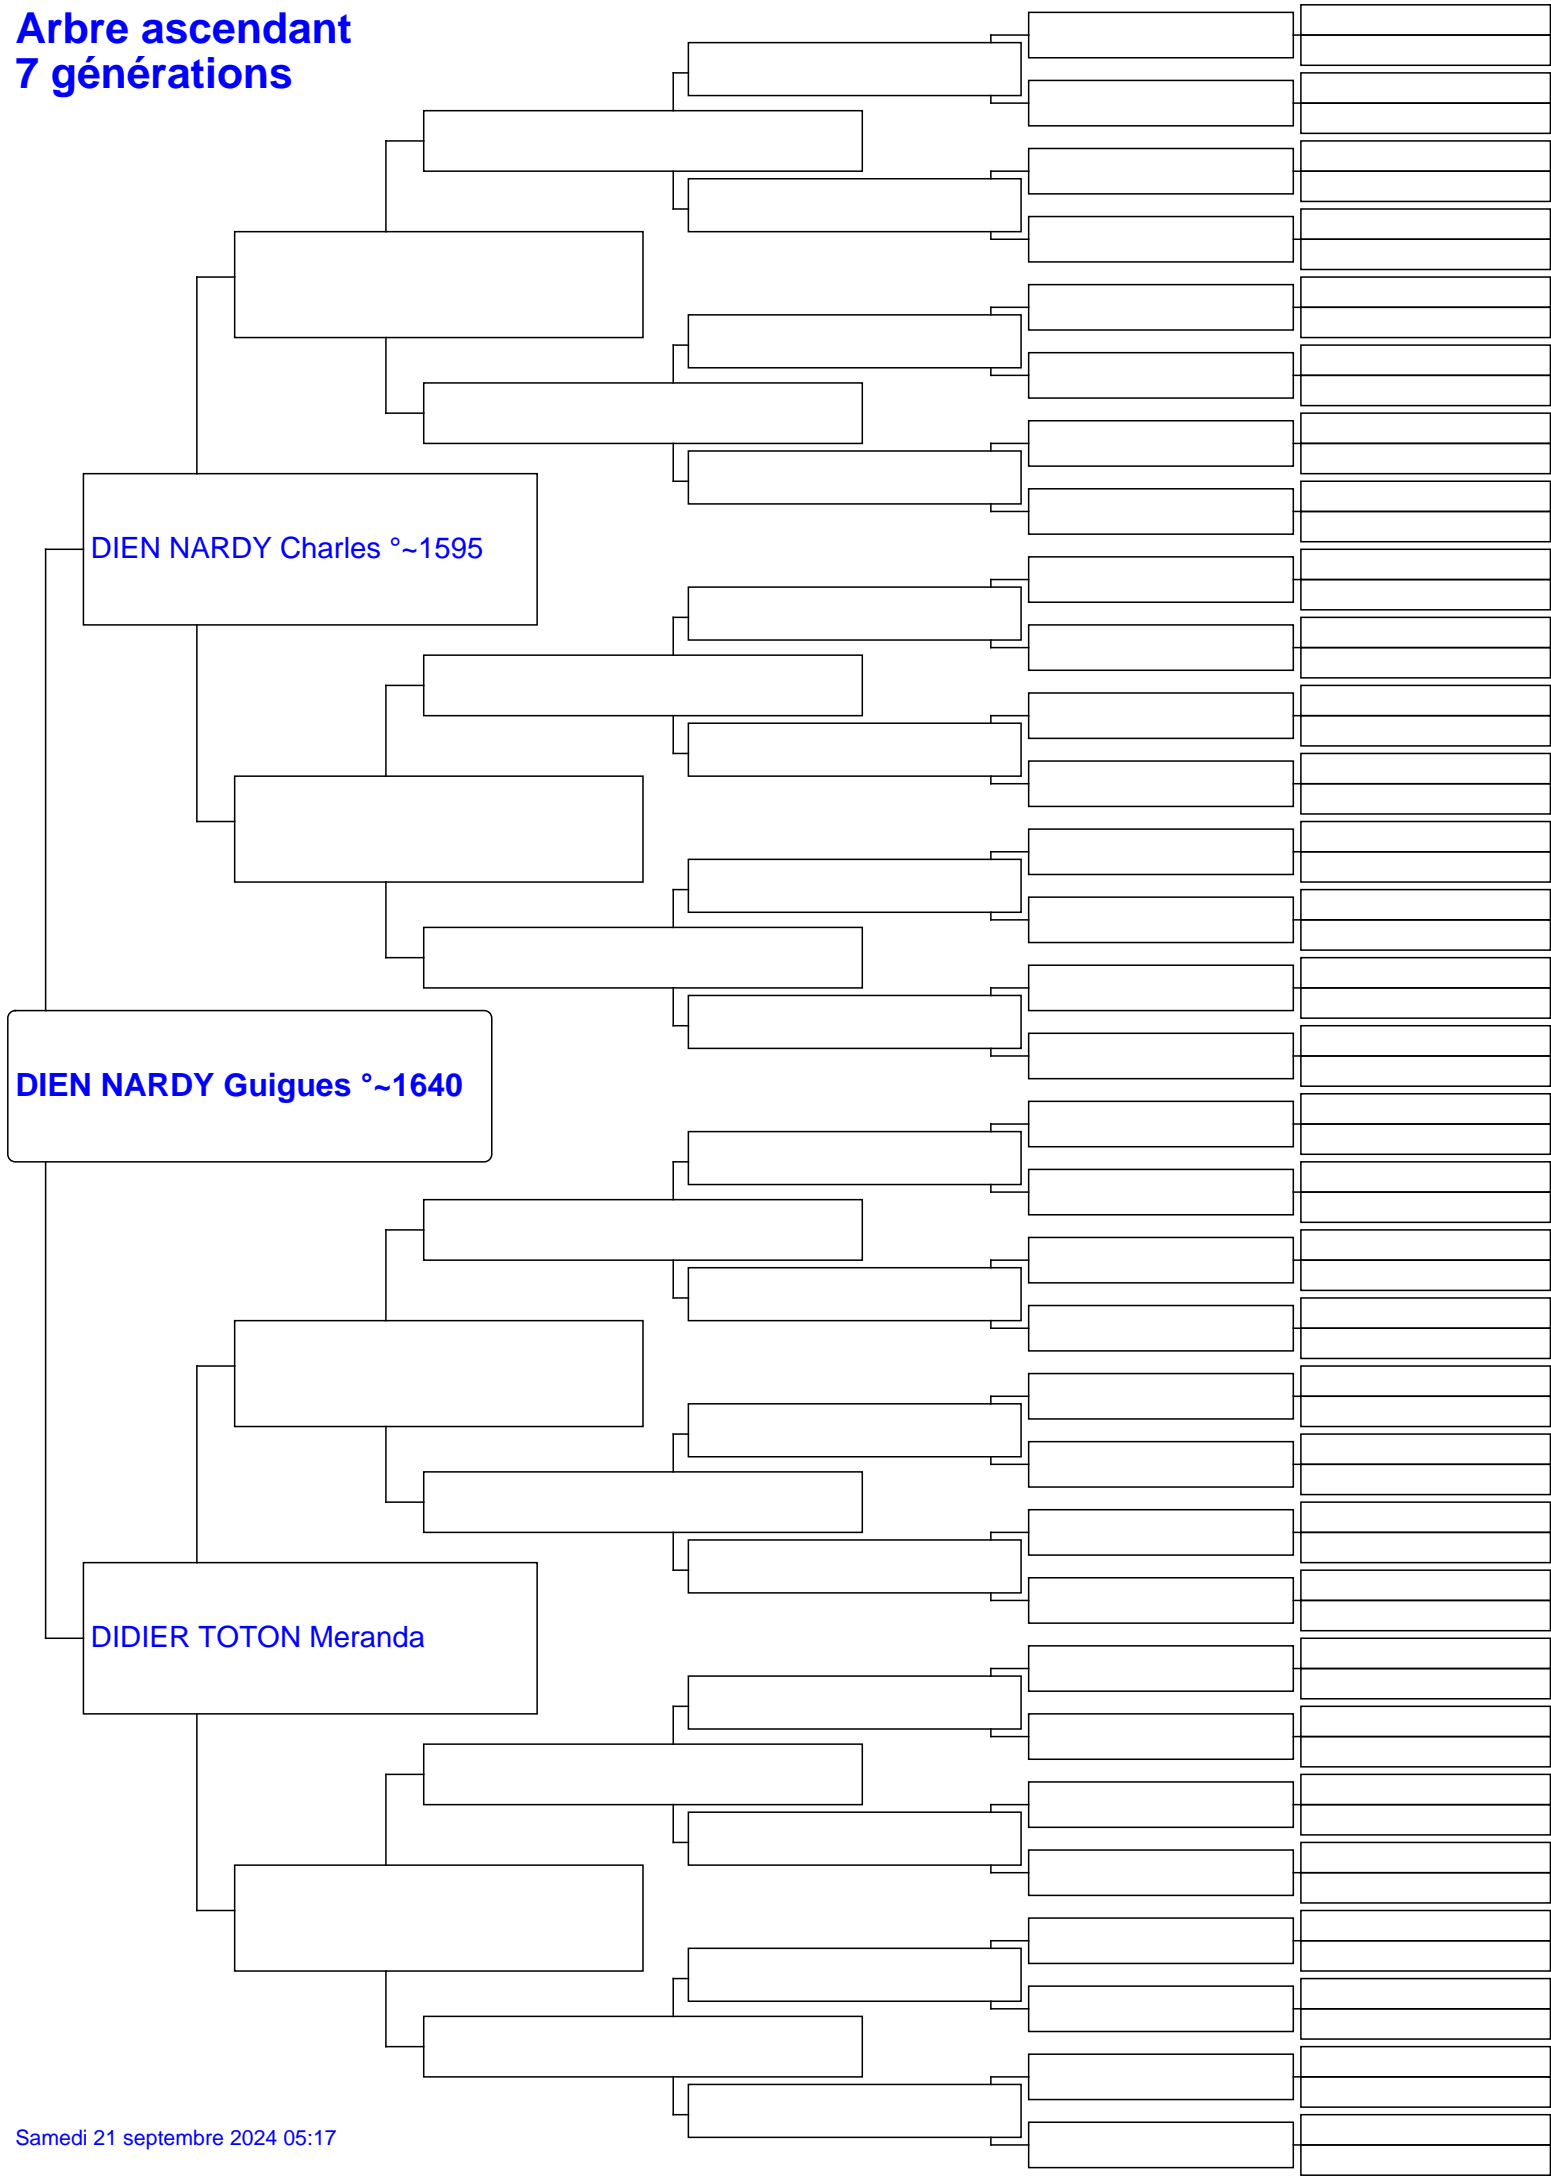 Arbre ascendant
7 générations
DIEN NARDY Charles °~1595
DIEN NARDY Guigues °~1640
DIDIER TOTON Meranda
Samedi 21 septembre 2024 05:17